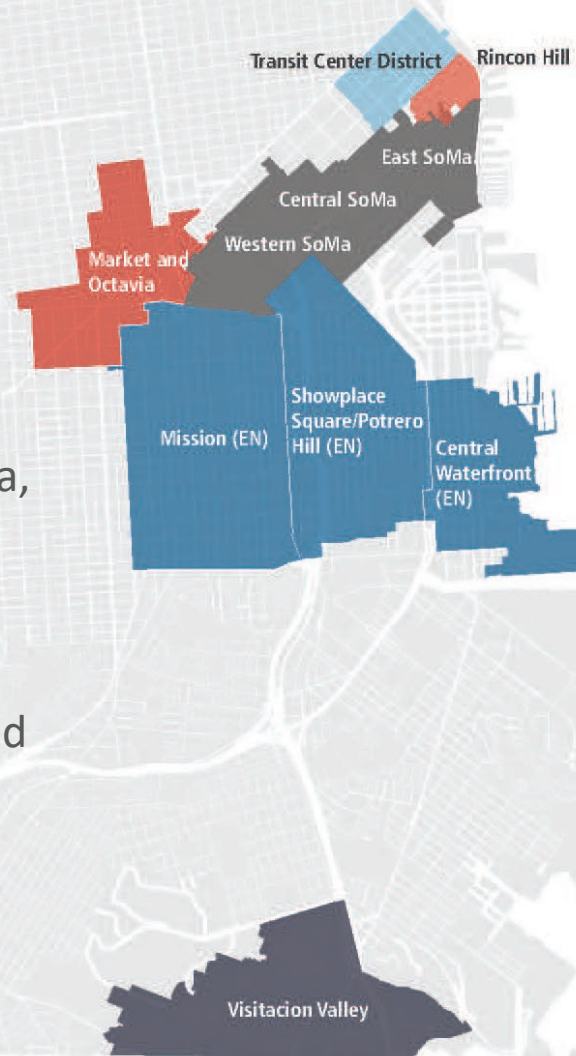 Transit Center District
Rincon Hill
East SoMa
Central SoMa
Western SoMa
Market and
Octavia
Showplace
Square/Potrero
Hill (EN)
Mission (EN)
Central
Waterfront
(EN)
a,
d
Visitacion Valley